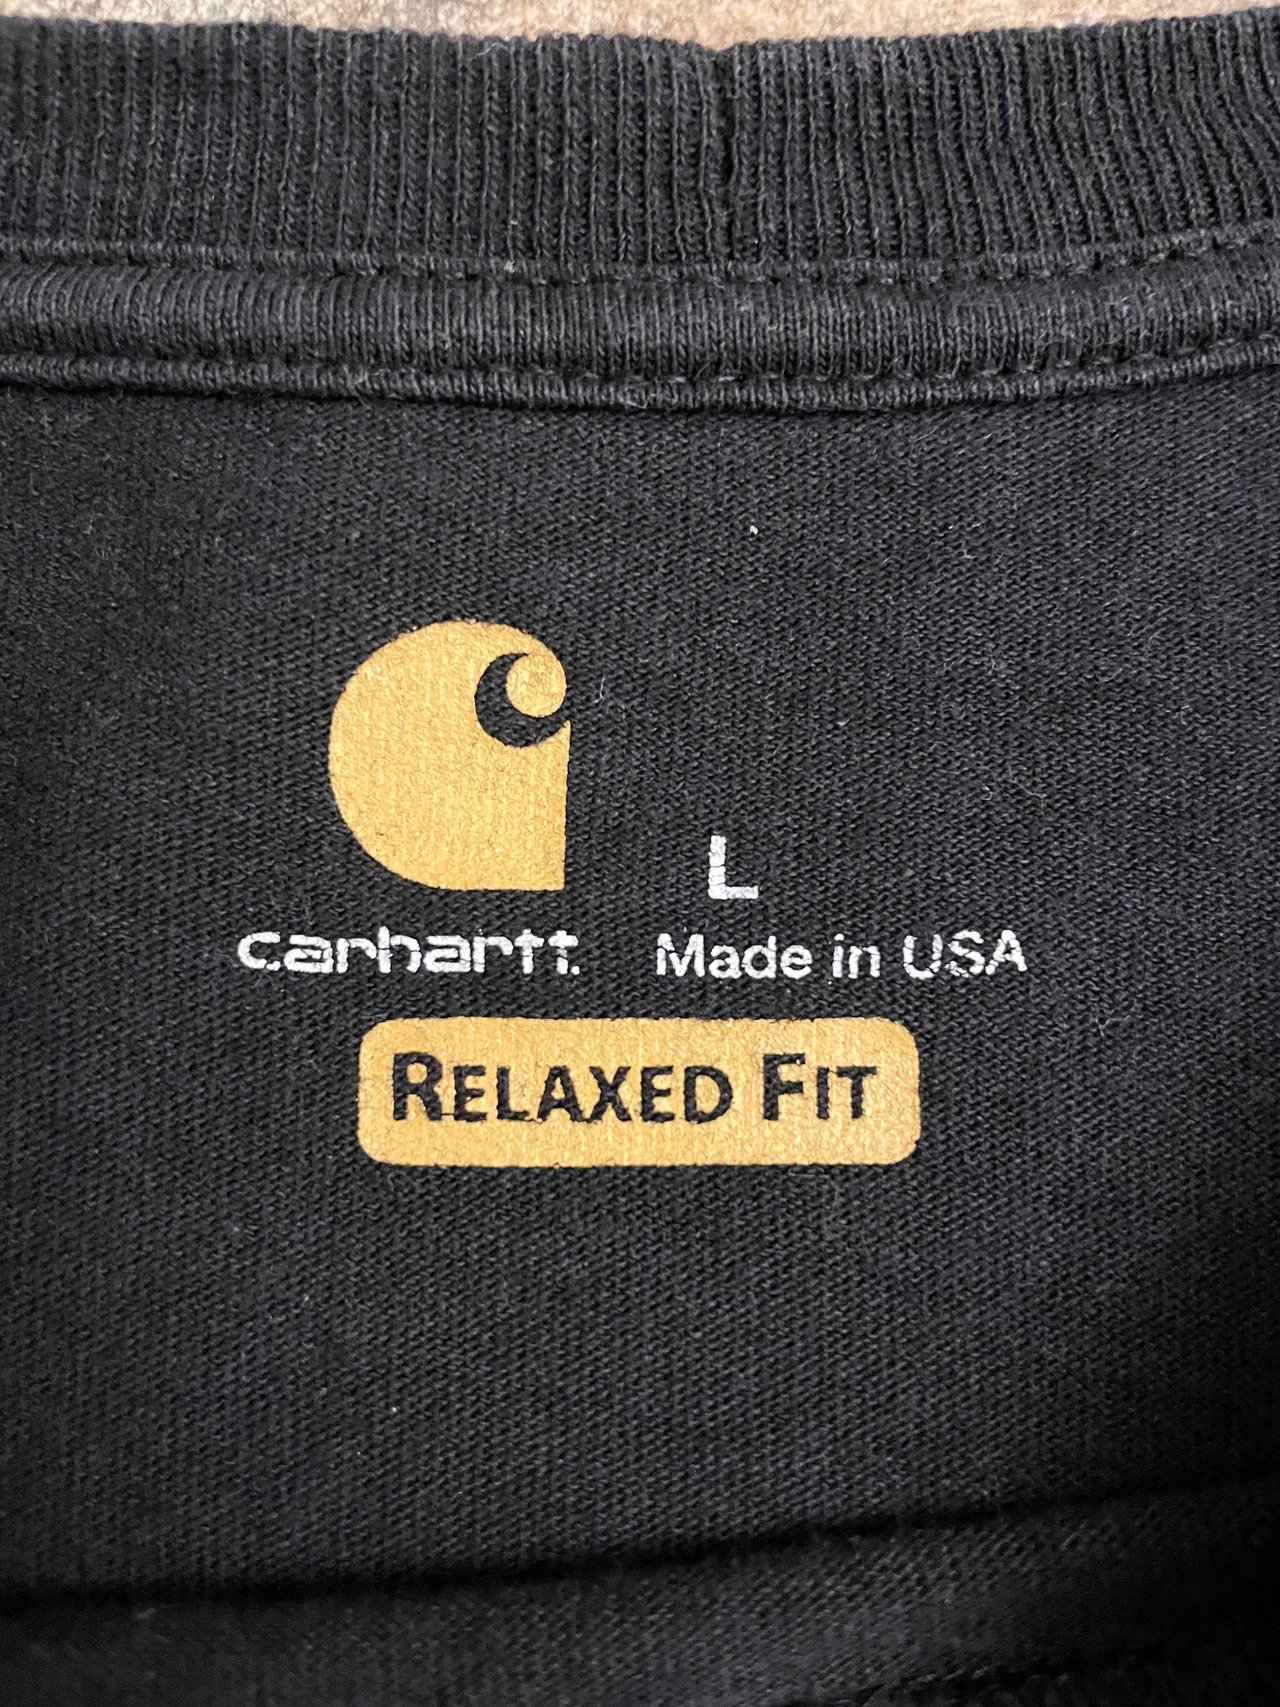 L
carhartt.
Made in USA
RELAXED FIT